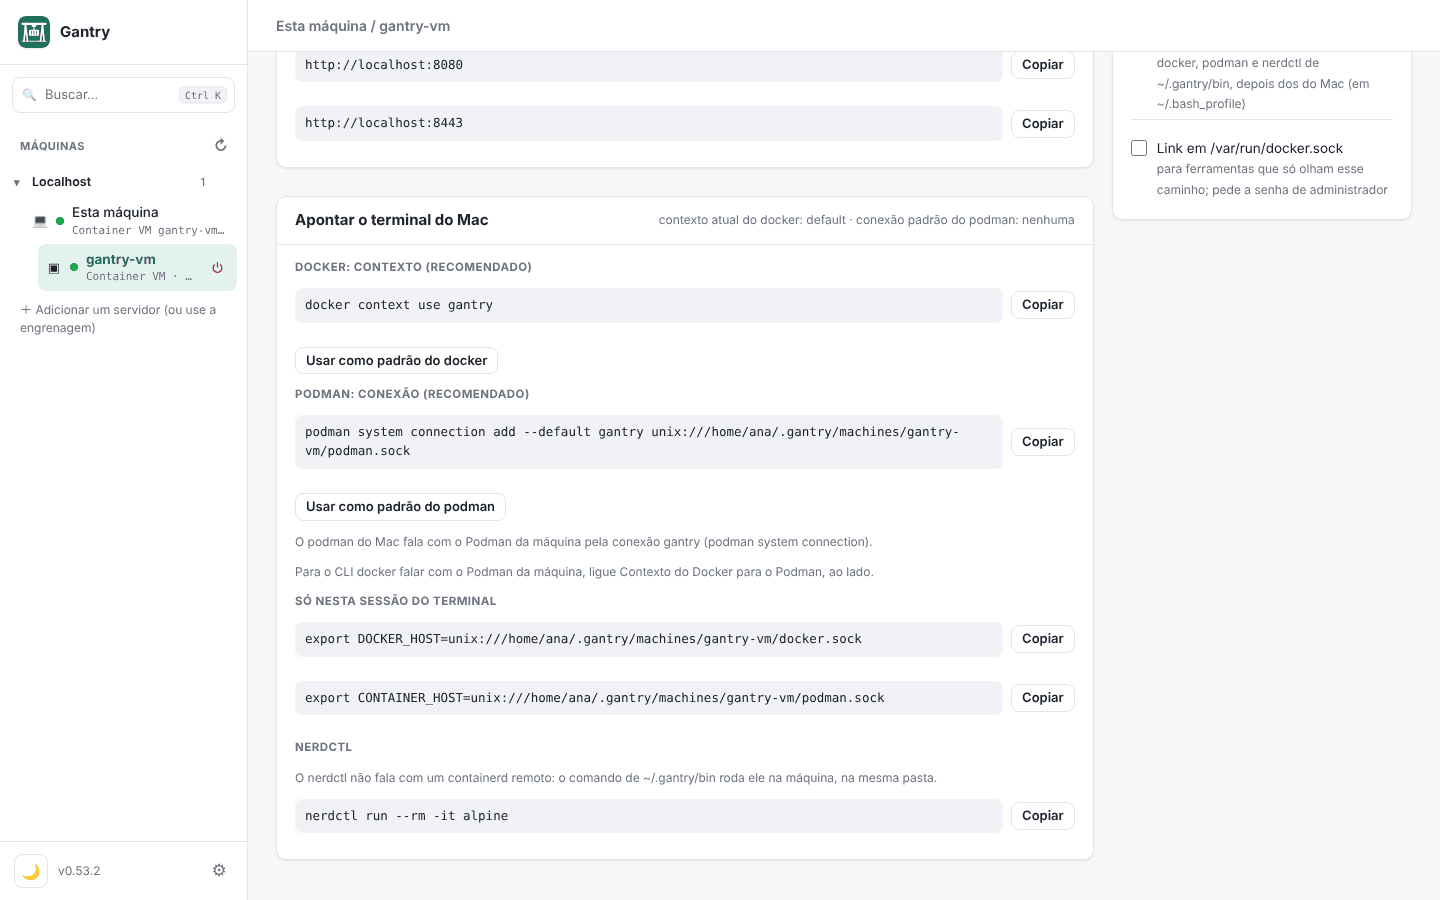 Gantry
Buscar...
Ctrl K
MÁQUINAS
Localhost
1
Esta máquina
Container VM gantry-vm…
gantry-vm
Container VM · …
+ Adicionar um servidor (ou use a
engrenagem)
v0.53.2
Esta máquina / gantry-vm
http://localhost:8080
Copiar
http://localhost:8443
Copiar
Apontar o terminal do Mac
contexto atual do docker: default · conexão padrão do podman: nenhuma
DOCKER: CONTEXTO (RECOMENDADO)
docker context use gantry
Copiar
Usar como padrão do docker
PODMAN: CONEXÃO (RECOMENDADO)
podman system connection add --default gantry unix:///home/ana/.gantry/machines/gantry-
vm/podman.sock
Copiar
Usar como padrão do podman
O podman do Mac fala com o Podman da máquina pela conexão gantry (podman system connection).
Para o CLI docker falar com o Podman da máquina, ligue Contexto do Docker para o Podman, ao lado.
SÓ NESTA SESSÃO DO TERMINAL
export DOCKER_HOST=unix:///home/ana/.gantry/machines/gantry-vm/docker.sock
Copiar
export CONTAINER_HOST=unix:///home/ana/.gantry/machines/gantry-vm/podman.sock
Copiar
NERDCTL
O nerdctl não fala com um containerd remoto: o comando de ~/.gantry/bin roda ele na máquina, na mesma pasta.
nerdctl run --rm -it alpine
Copiar
docker, podman e nerdctl de
~/.gantry/bin, depois dos do Mac (em
~/.bash_profile)
Link em /var/run/docker.sock
para ferramentas que só olham esse
caminho; pede a senha de administrador